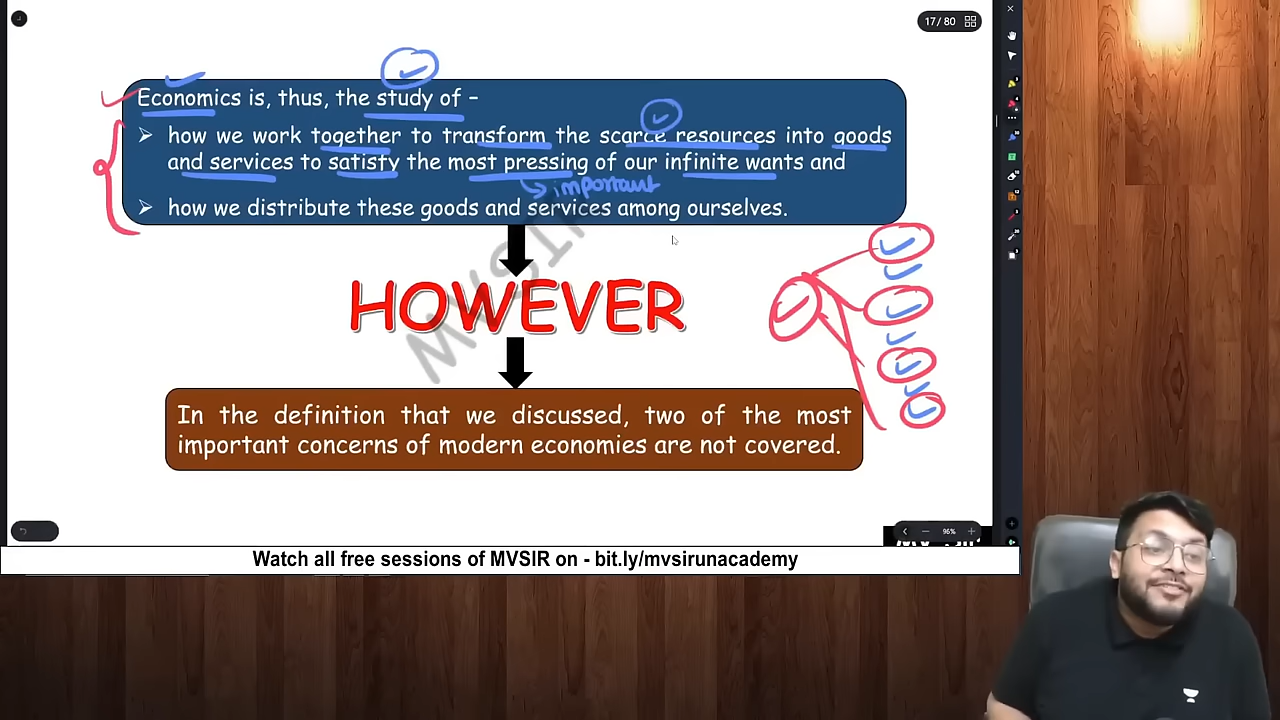 17/80
Economics is, thus, the study of –
➢ how we work together to transform the scarce resources into goods
and services to satisfy the most pressing of our infinite wants and
important
➢ how we distribute these goods and services among ourselves.
MVSIR
HOWEVER
In the definition that we discussed, two of the most
important concerns of modern economies are not covered.
96%
Watch all free sessions of MVSIR on - bit.ly/mvsirunacademy